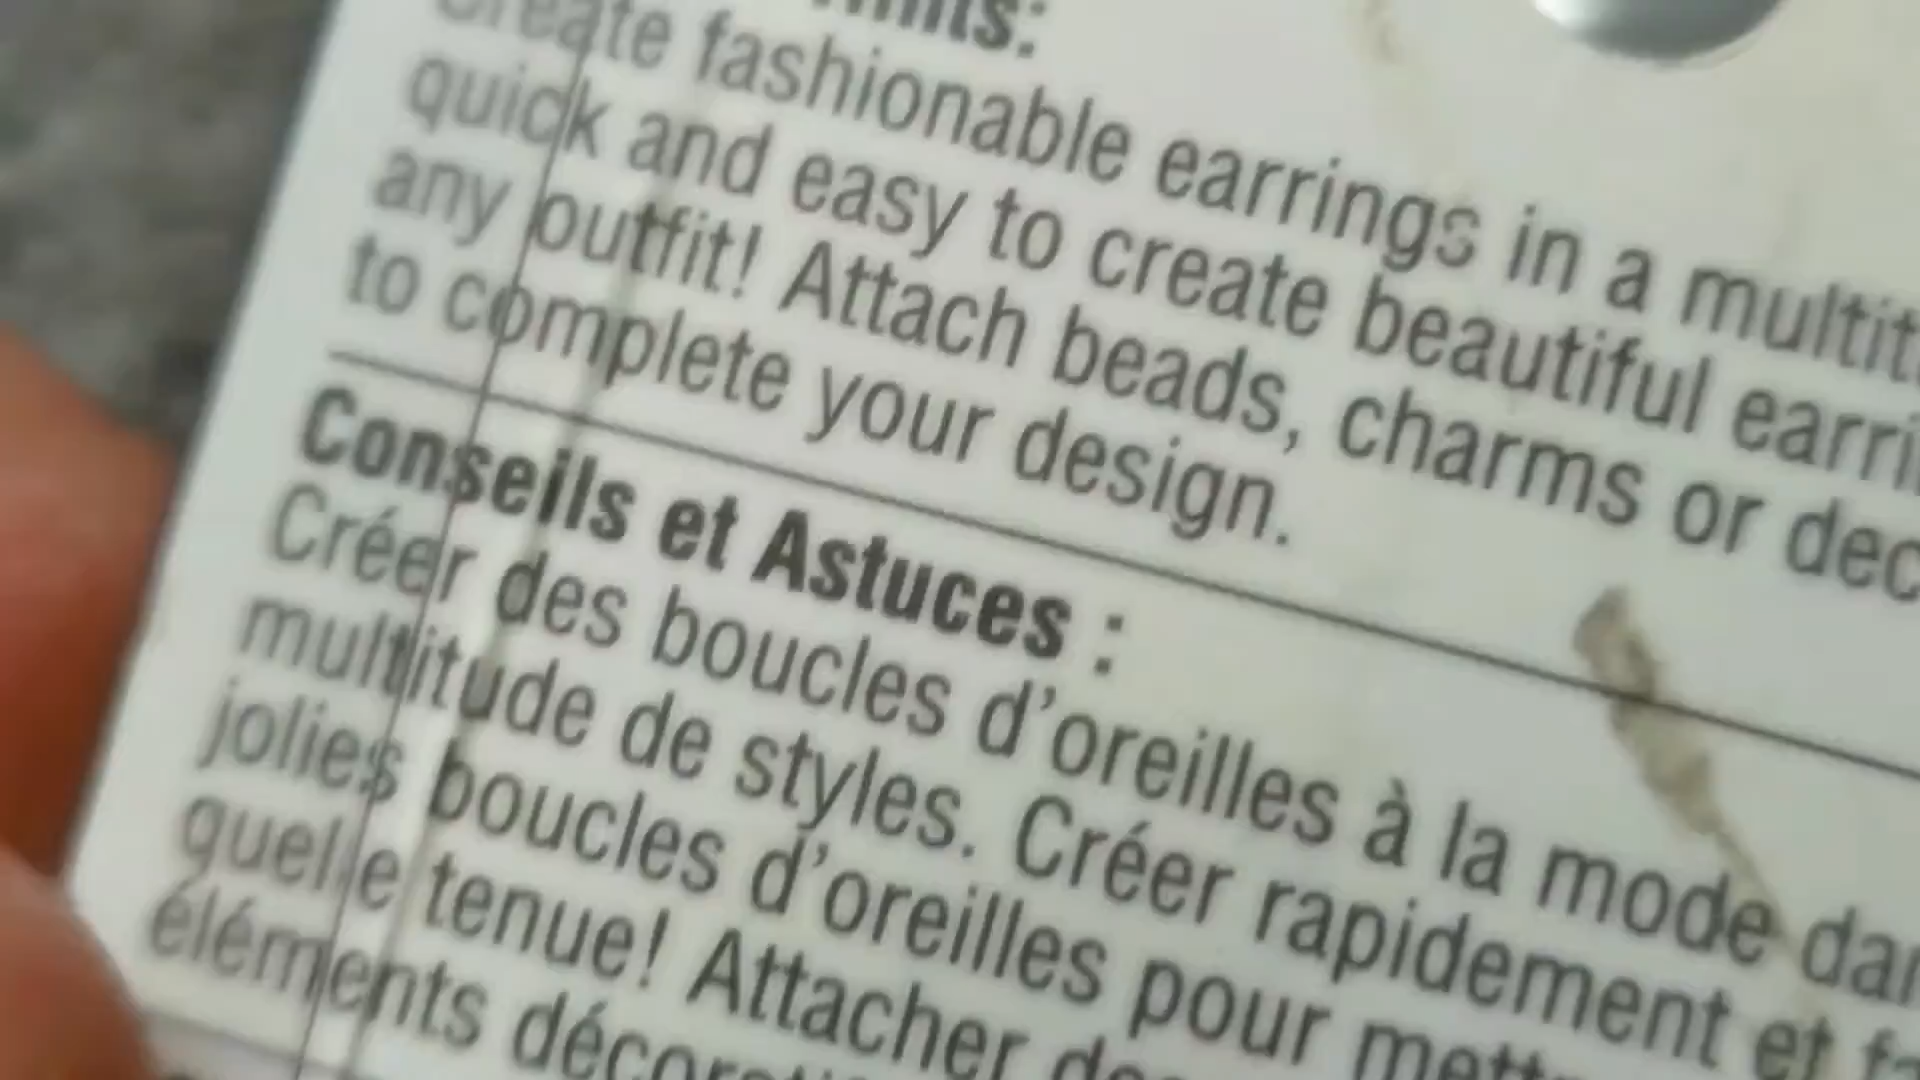 Create fashionable earrings in a
quick and easy to create beautiful
any outfit! Attach beads, charms or
to complete your design.
Conseils et Astuces :
Créer des boucles d'oreilles à la mode
multitude de styles. Créer rapidement et
jolies boucles d'oreilles pour
quelle tenue! Attacher
éléments